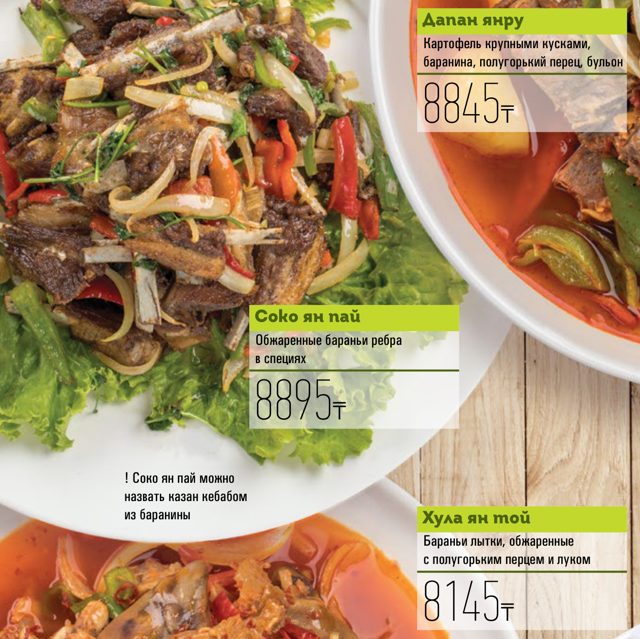 Дапан янру
Картофель крупными кусками,
баранина, полугорький перец, бульон
8845₸
Соко ян пай
Обжаренные бараньи ребра
в специях
8895₸
! Соко ян пай можно
назвать казан кебабом
из баранины
Хула ян той
Бараньи лытки, обжаренные
с полугорьким перцем и луком
8145₸